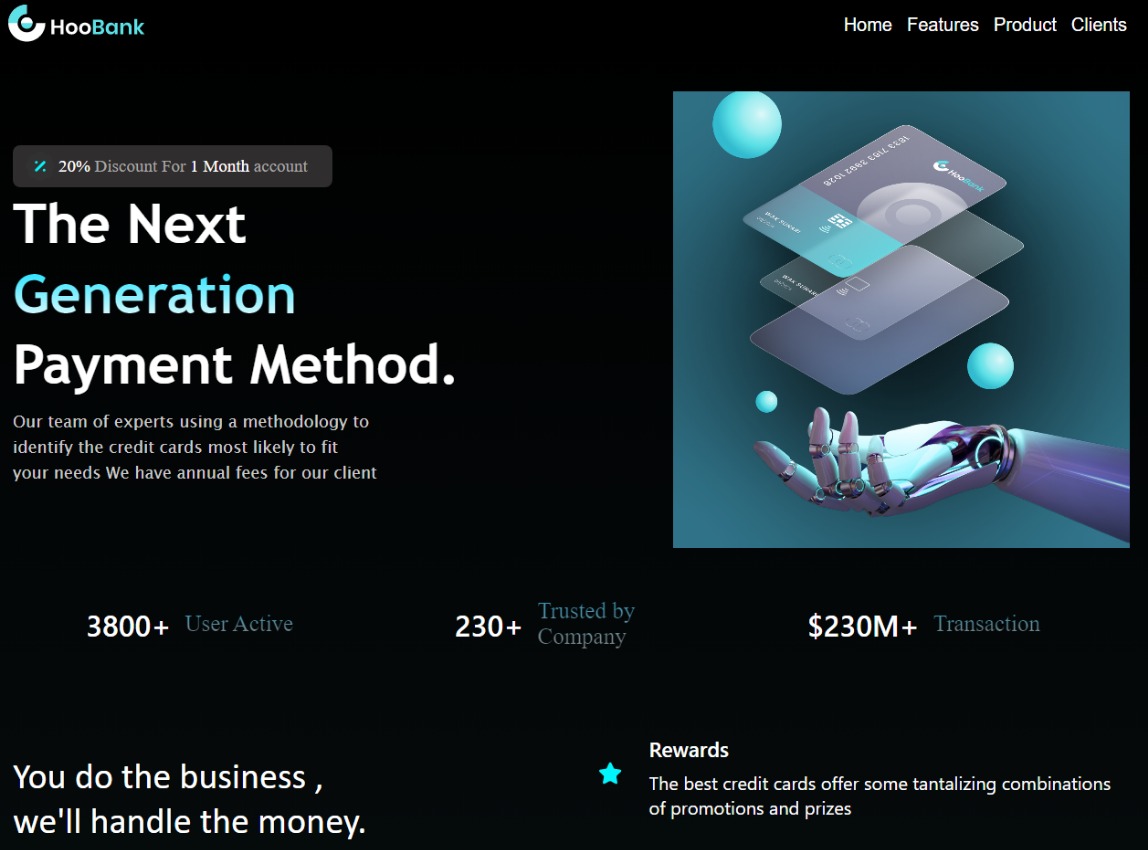 HooBank
Home Features Product Clients
20% Discount For 1 Month account
The Next
Generation
Payment Method.
Our team of experts using a methodology to
identify the credit cards most likely to fit
your needs We have annual fees for our client
HooBank
3800+ User Active
230+ Trusted by
Company
$230M+ Transaction
You do the business ,
we'll handle the money.
Rewards
The best credit cards offer some tantalizing combinations
of promotions and prizes